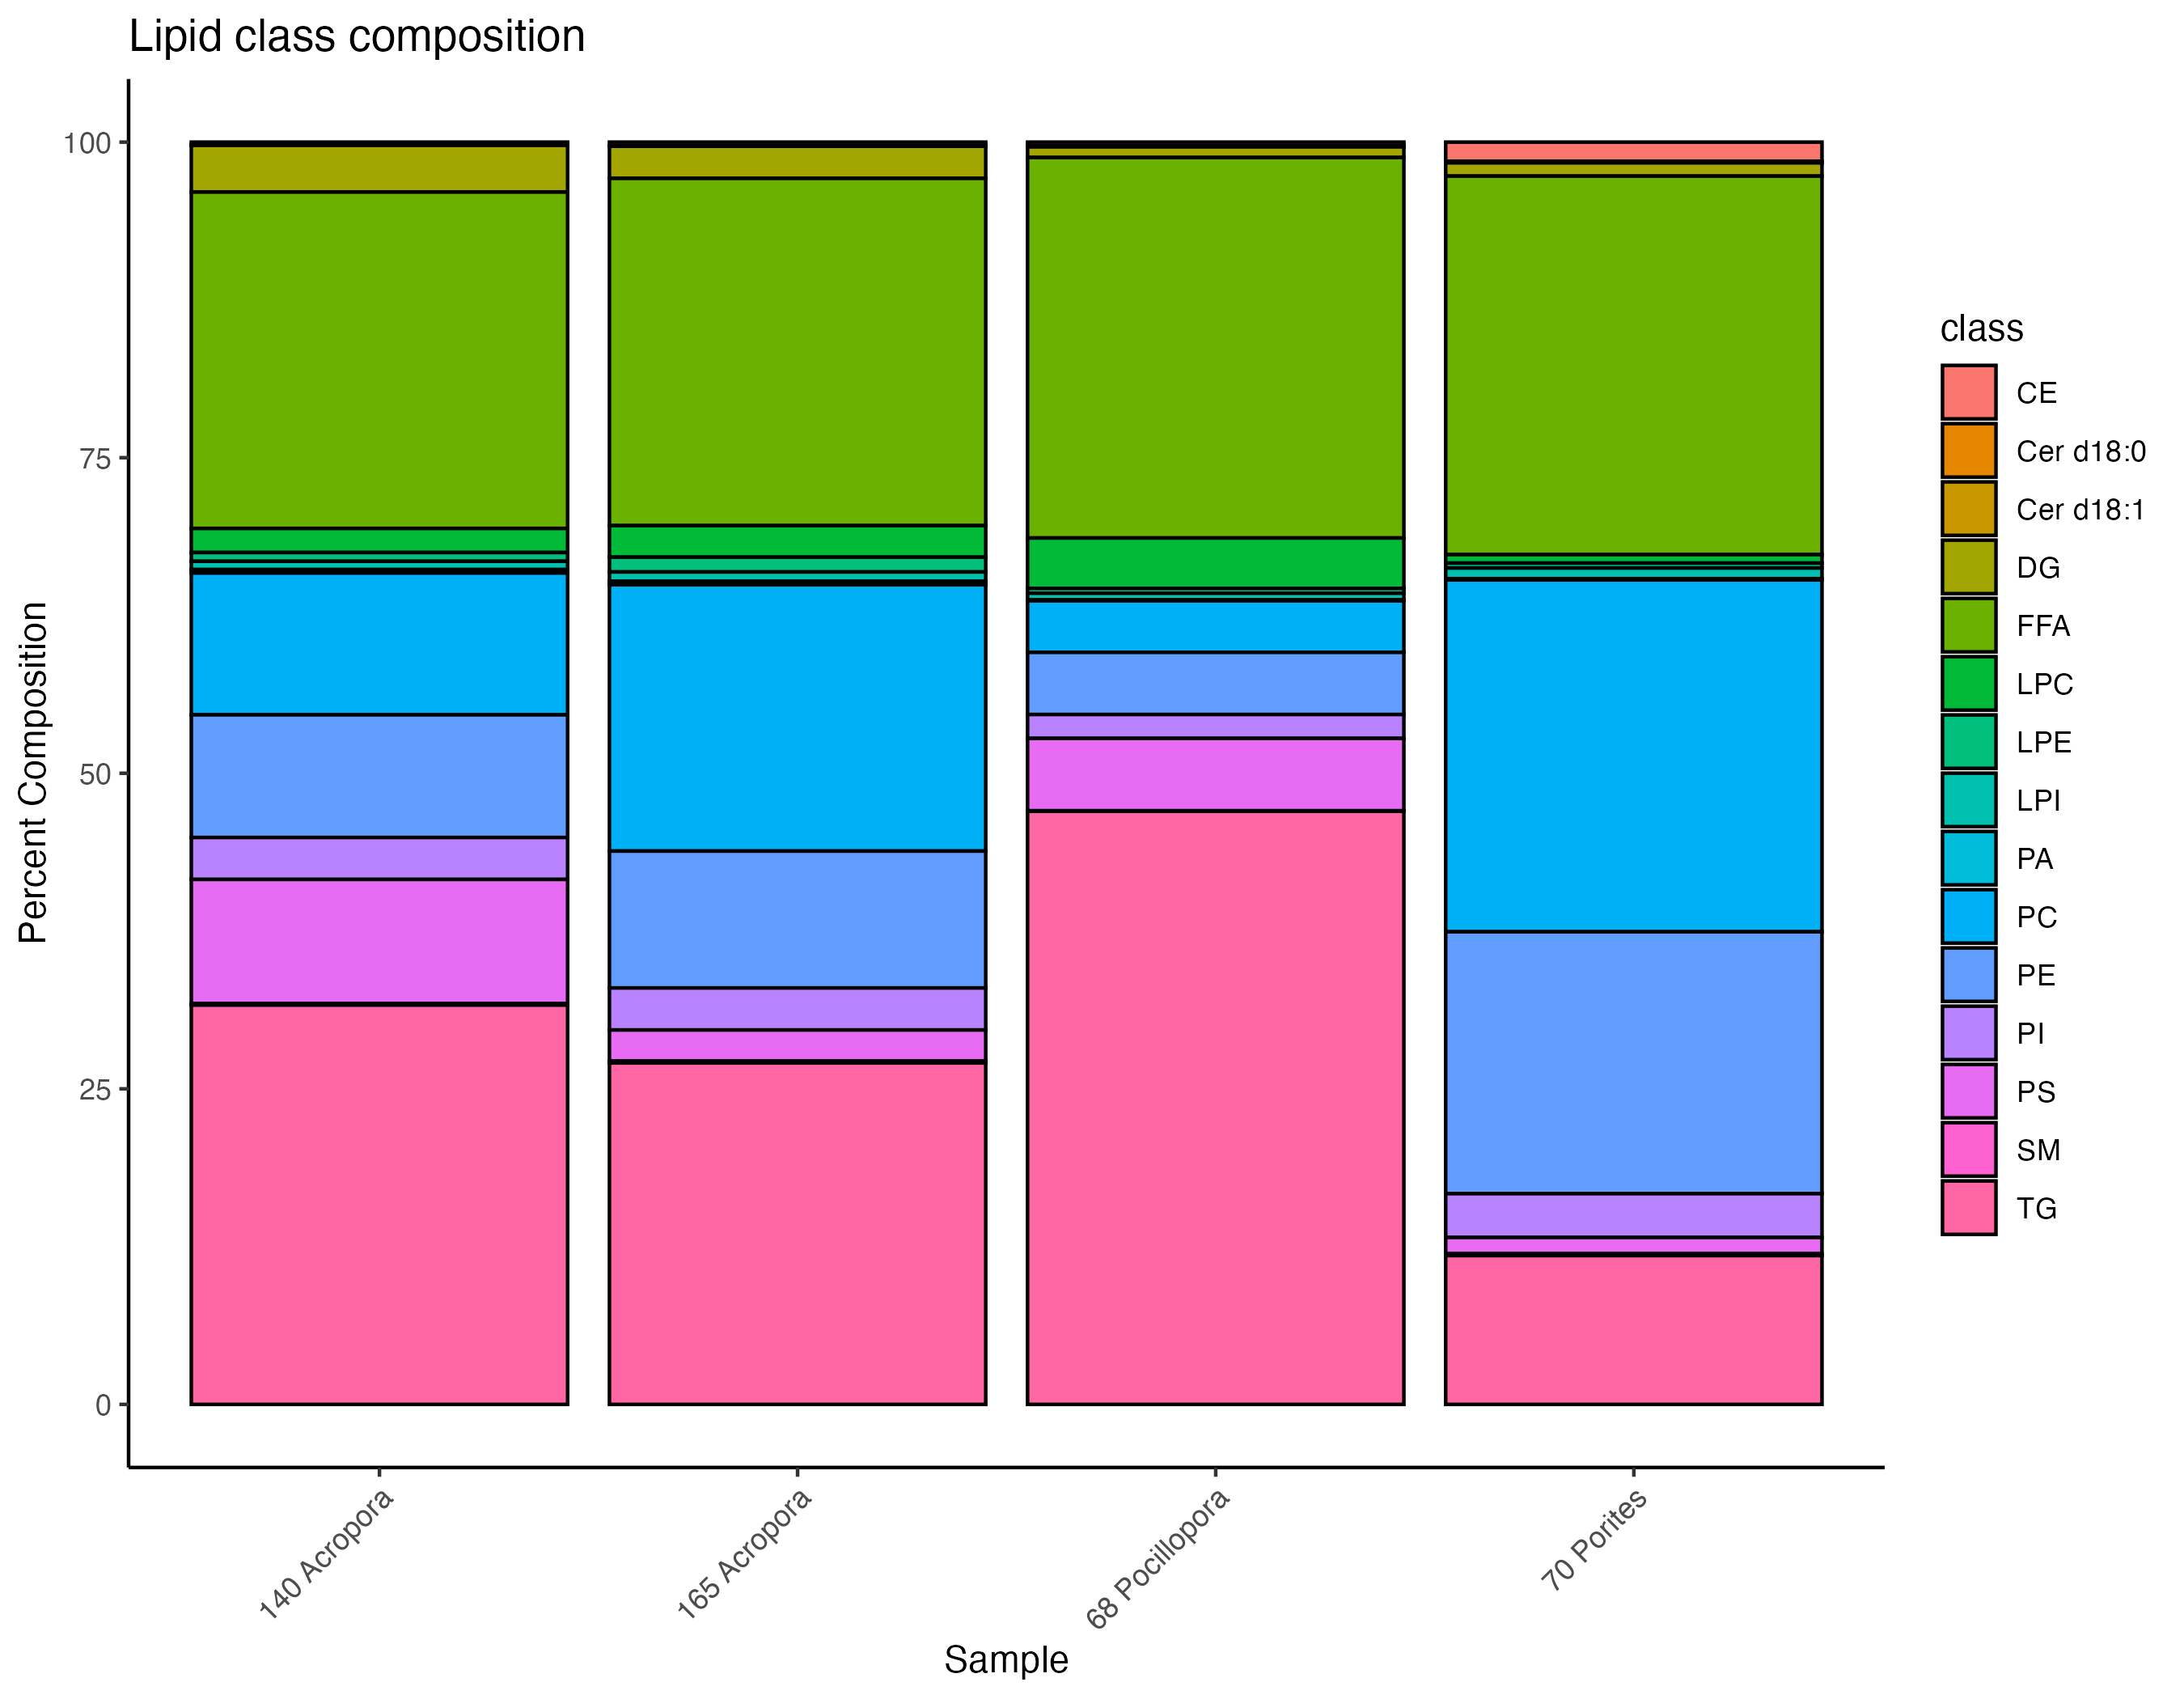 Lipid class composition
Percent Composition
100
75
50
25
0
140 Acropora
165 Acropora
68 Pocillopora
70 Porites
Sample
class
CE
Cer d18:0
Cer d18:1
DG
FFA
LPC
LPE
LPI
PA
PC
PE
PI
PS
SM
TG